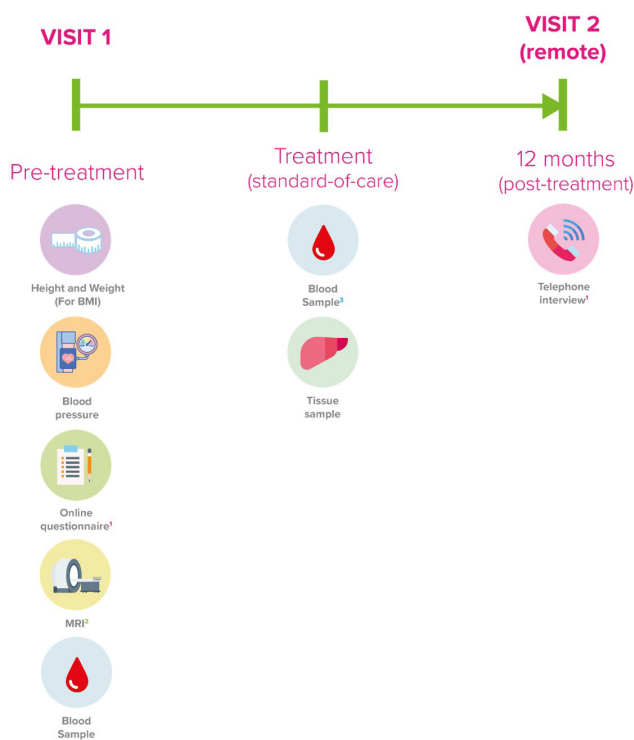 VISIT 1
VISIT 2
(remote)
Pre-treatment
Treatment
(standard-of-care)
12 months
(post-treatment)
Height and Weight
(For BMI)
Blood
Sample³
Telephone
interview¹
Blood
pressure
Tissue
sample
Online
questionnaire¹
MRI²
Blood
Sample